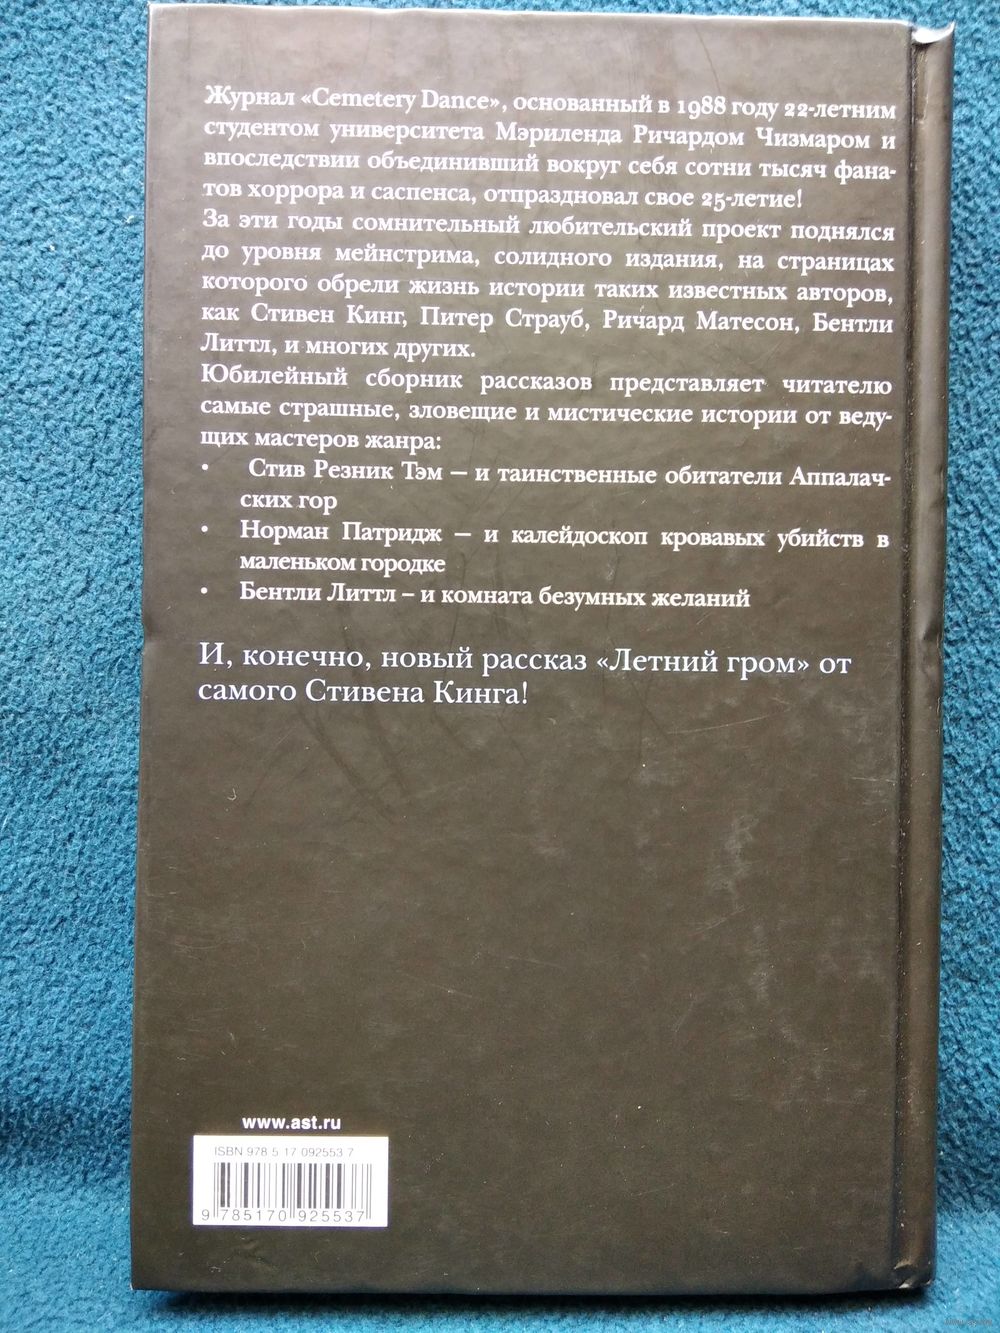 Журнал «Cemetery Dance», основанный в 1988 году 22-летним
студентом университета Мэриленда Ричардом Чизмаром и
впоследствии объединивший вокруг себя сотни тысяч фана-
тов хоррора и саспенса, отпраздновал свое 25-летие!
За эти годы сомнительный любительский проект поднялся
до уровня мейнстрима, солидного издания, на страницах
которого обрели жизнь истории таких известных авторов,
как Стивен Кинг, Питер Страуб, Ричард Матесон, Бентли
Литтл, и многих других.
Юбилейный сборник рассказов представляет читателю
самые страшные, зловещие и мистические истории от веду-
щих мастеров жанра:
• Стив Резник Тэм – и таинственные обитатели Аппалач-
ских гор
• Норман Патридж – и калейдоскоп кровавых убийств в
маленьком городке
• Бентли Литтл – и комната безумных желаний
И, конечно, новый рассказ «Летний гром» от
самого Стивена Кинга!
www.ast.ru
ISBN 978 5 17 092553 7
9 785170 925537